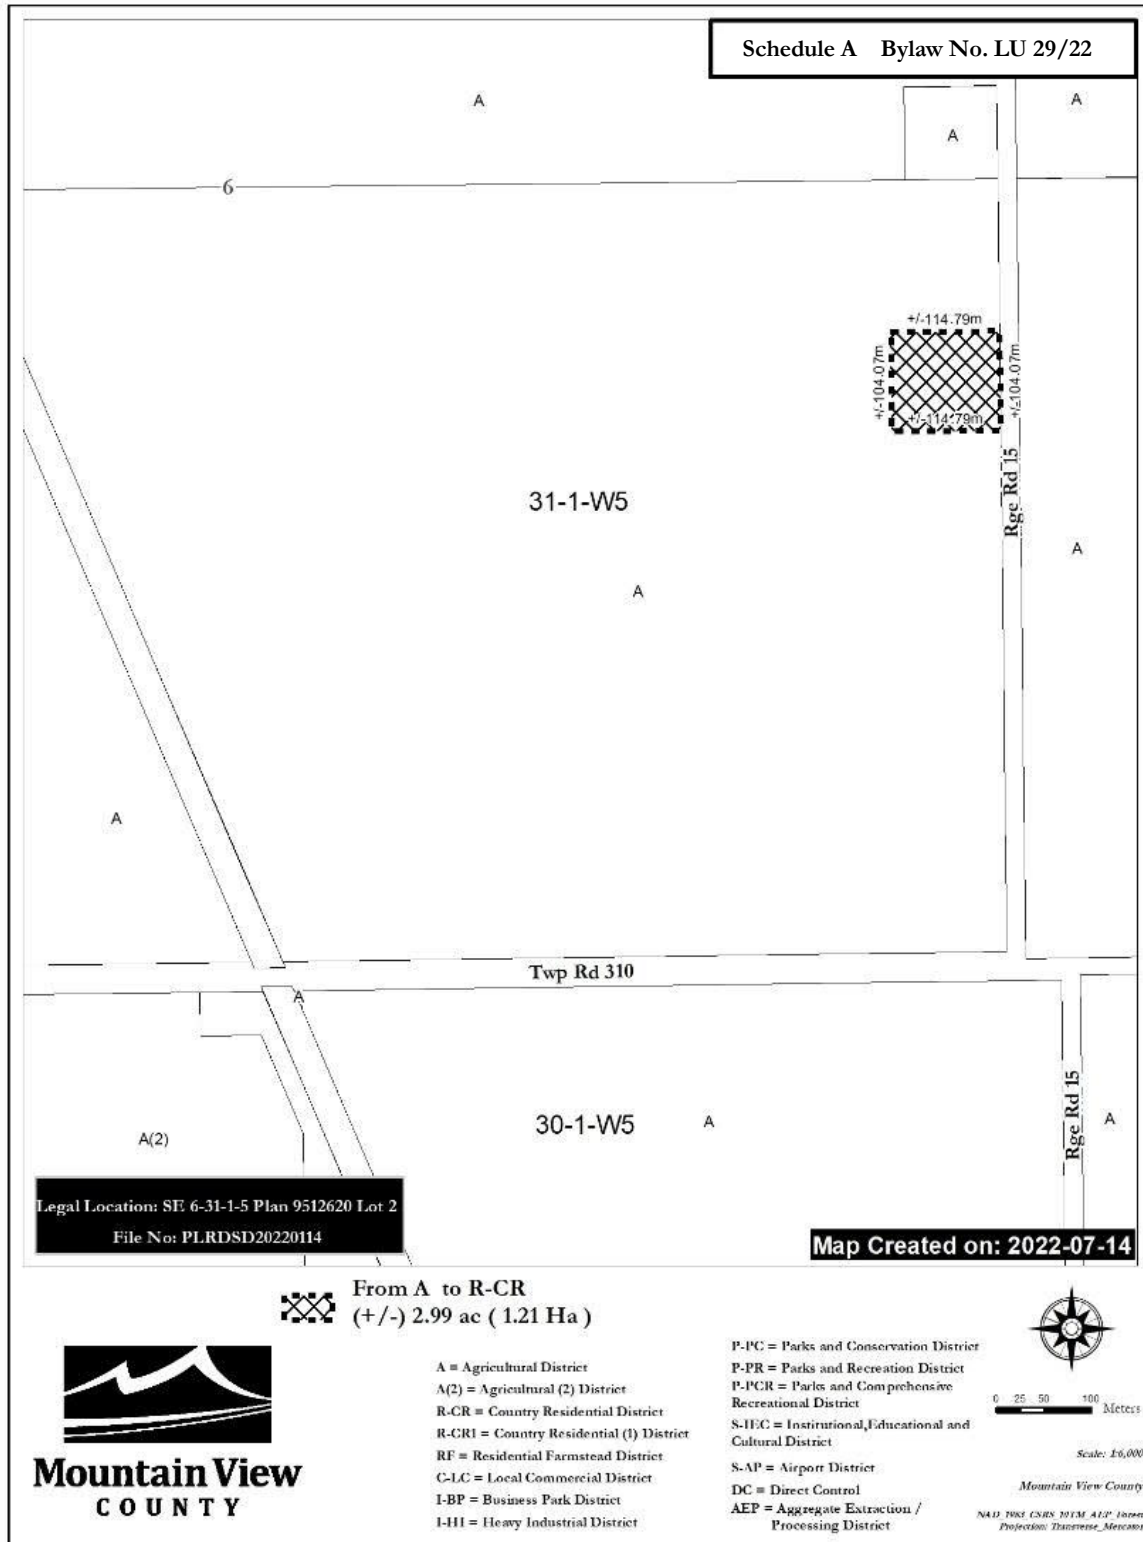 Schedule A Bylaw No. LU 29/22
A
A
A
6
+/-114.79m
+/-104.07m
+/-104.07m
+/-114.79m
Rge Rd 15
31-1-W5
A
A
A
Twp Rd 310
A
30-1-W5
A
Rge Rd 15
A
A(2)
Legal Location: SE 6-31-1-5 Plan 9512620 Lot 2
File No: PLRDSD20220114
Map Created on: 2022-07-14
From A to R-CR
(+/-) 2.99 ac ( 1.21 Ha )
Mountain View
COUNTY
A = Agricultural District
A(2) = Agricultural (2) District
R-CR = Country Residential District
R-CR1 = Country Residential (1) District
RF = Residential Farmstead District
C-LC = Local Commercial District
I-BP = Business Park District
I-HI = Heavy Industrial District
P-PC = Parks and Conservation District
P-PR = Parks and Recreation District
P-PCR = Parks and Comprehensive
Recreational District
S-IEC = Institutional,Educational and
Cultural District
S-AP = Airport District
DC = Direct Control
AEP = Aggregate Extraction /
Processing District
0 25 50 100
Meters
Scale: 1:6,000
Mountain View County
NAD_1983_CSRS_10TM_AEP_Forest
Projection: Transverse_Mercator